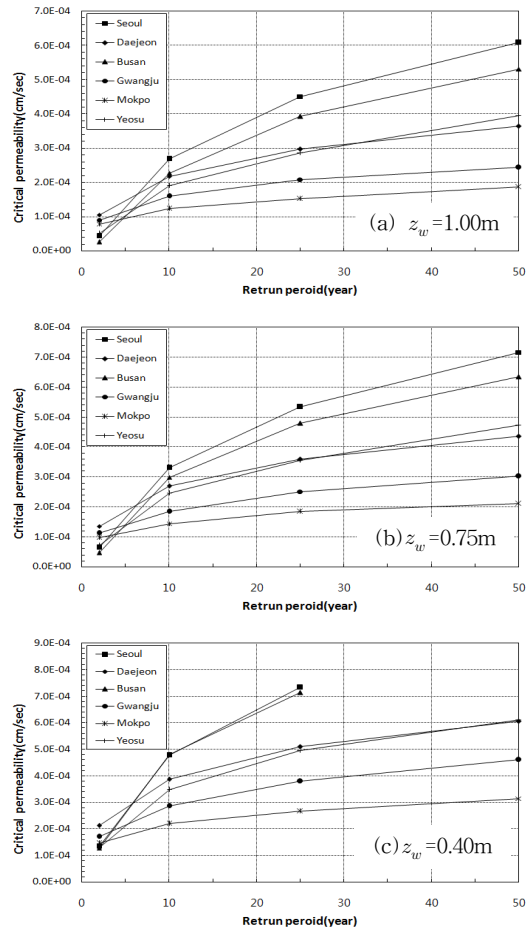 7.0E-04
6.0E-04
5.0E-04
4.0E-04
3.0E-04
2.0E-04
1.0E-04
0.0E+00
Critical permeability(cm/sec)
Seoul
Daejeon
Busan
Gwangju
Mokpo
Yeosu
(a) z_w=1.00m
0 10 20 30 40 50
Retrun peroid(year)
8.0E-04
7.0E-04
6.0E-04
5.0E-04
4.0E-04
3.0E-04
2.0E-04
1.0E-04
0.0E+00
Critical permeability(cm/sec)
Seoul
Daejeon
Busan
Gwangju
Mokpo
Yeosu
(b) z_w=0.75m
0 10 20 30 40 50
Retrun peroid(year)
9.0E-04
8.0E-04
7.0E-04
6.0E-04
5.0E-04
4.0E-04
3.0E-04
2.0E-04
1.0E-04
0.0E+00
Critical permeability(cm/sec)
Seoul
Daejeon
Busan
Gwangju
Mokpo
Yeosu
(c) z_w=0.40m
0 10 20 30 40 50
Retrun peroid(year)